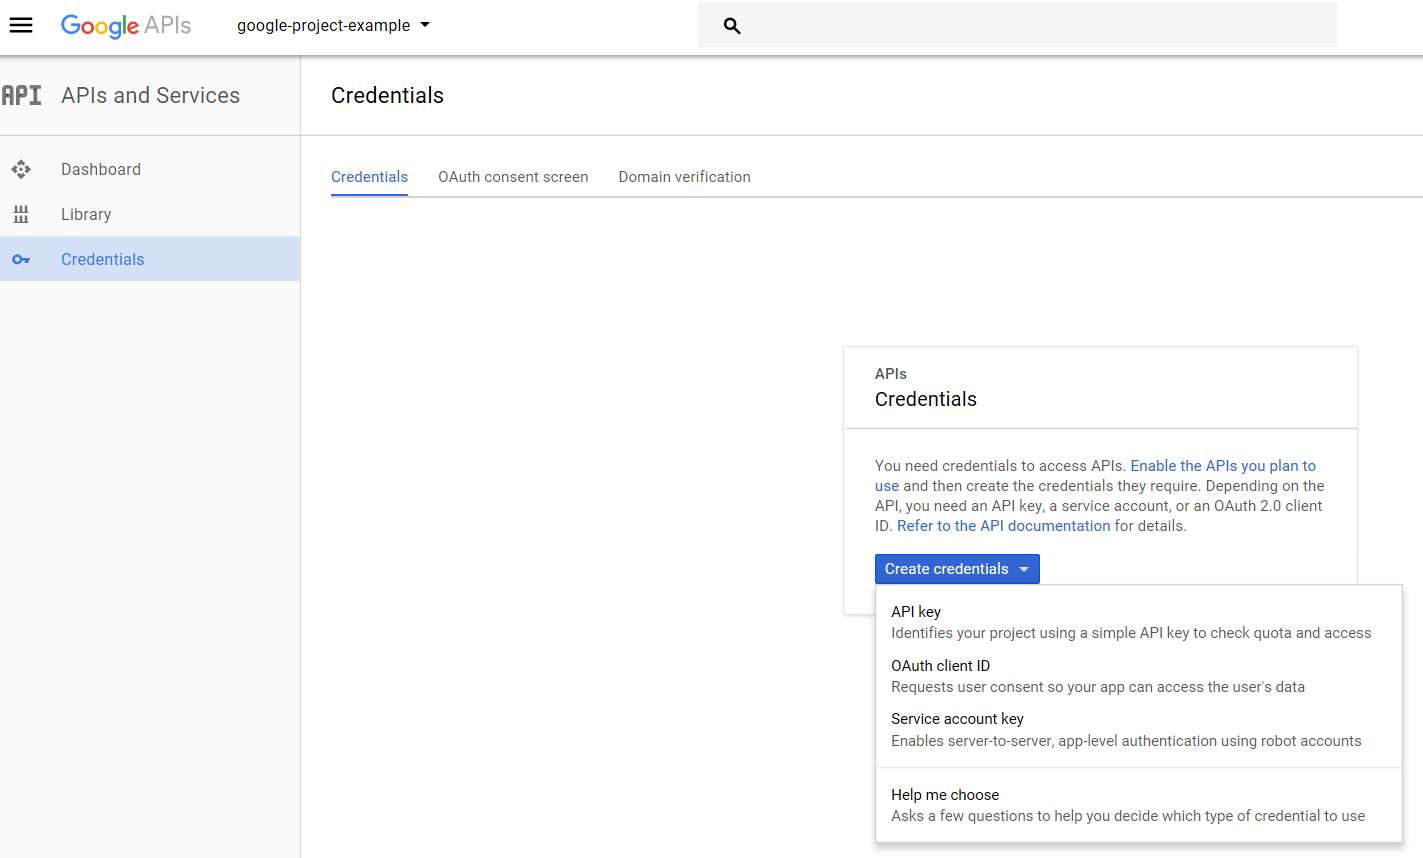 Google APIs
google-project-example
API
APIs and Services
Credentials
Dashboard
Library
Credentials
Credentials
OAuth consent screen
Domain verification
APIs
Credentials
You need credentials to access APIs. Enable the APIs you plan to
use and then create the credentials they require. Depending on the
API, you need an API key, a service account, or an OAuth 2.0 client
ID. Refer to the API documentation for details.
Create credentials
API key
Identifies your project using a simple API key to check quota and access
OAuth client ID
Requests user consent so your app can access the user's data
Service account key
Enables server-to-server, app-level authentication using robot accounts
Help me choose
Asks a few questions to help you decide which type of credential to use